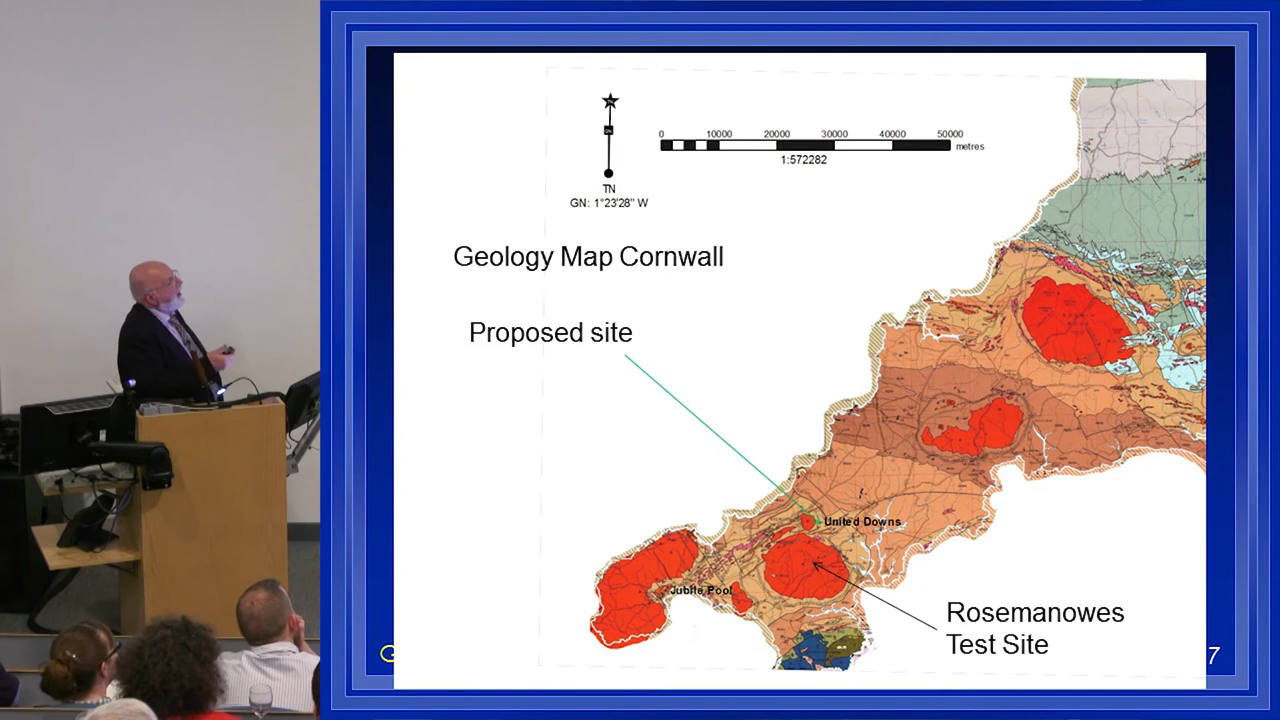 0 10000 20000 30000 40000 50000
metres
1:572282
TN
GN: 1°23'28" W
Geology Map Cornwall
Proposed site
United Downs
Jubile Pool
Rosemanowes
Test Site
G
7